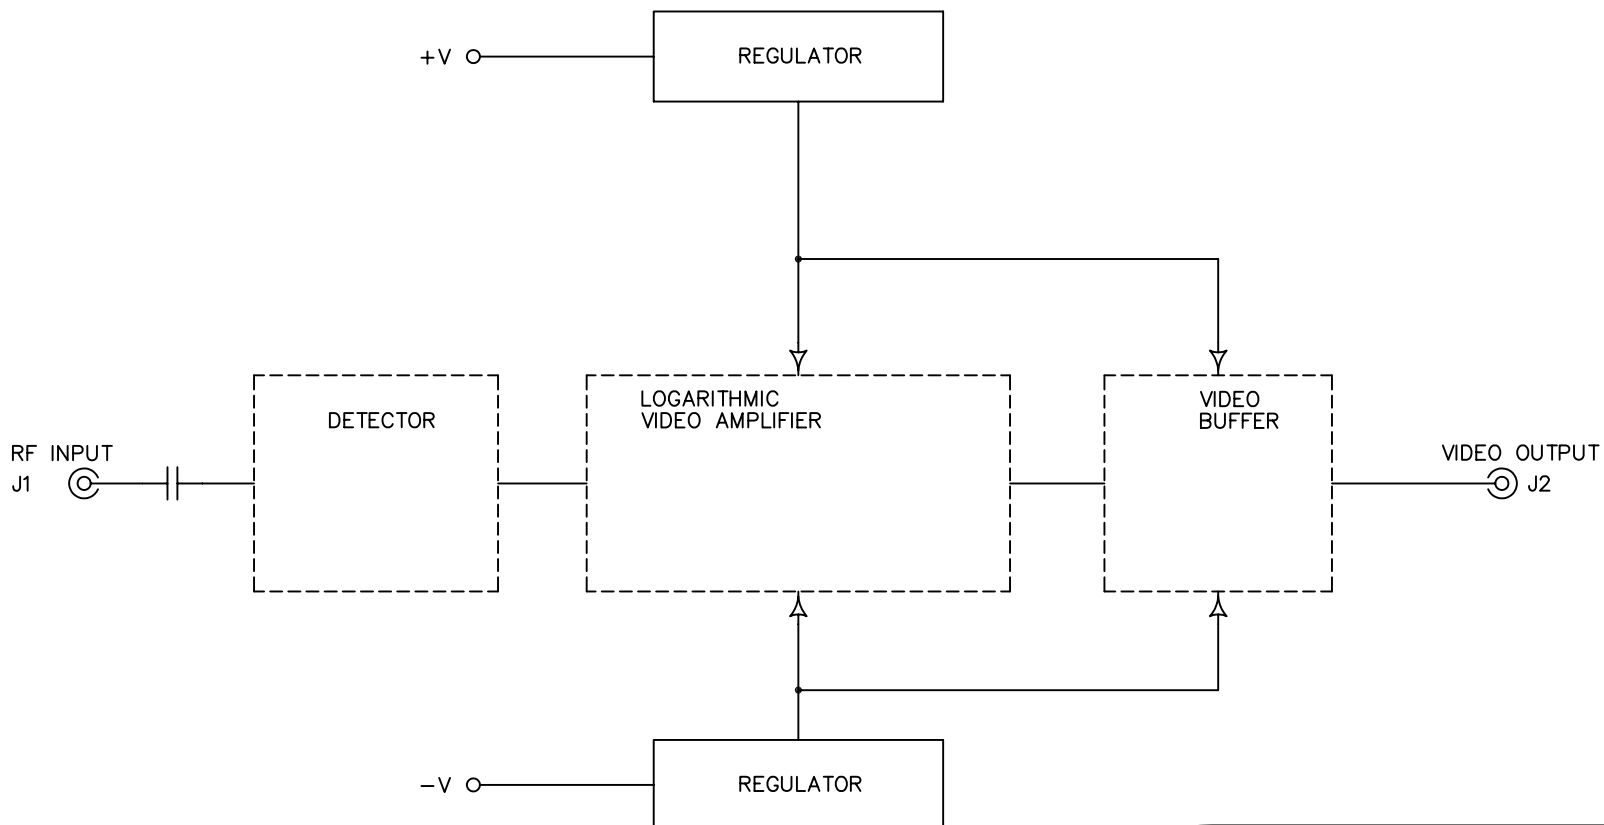 +V
REGULATOR
DETECTOR
LOGARITHMIC
VIDEO AMPLIFIER
VIDEO
BUFFER
RF INPUT
J1
VIDEO OUTPUT
J2
-V
REGULATOR